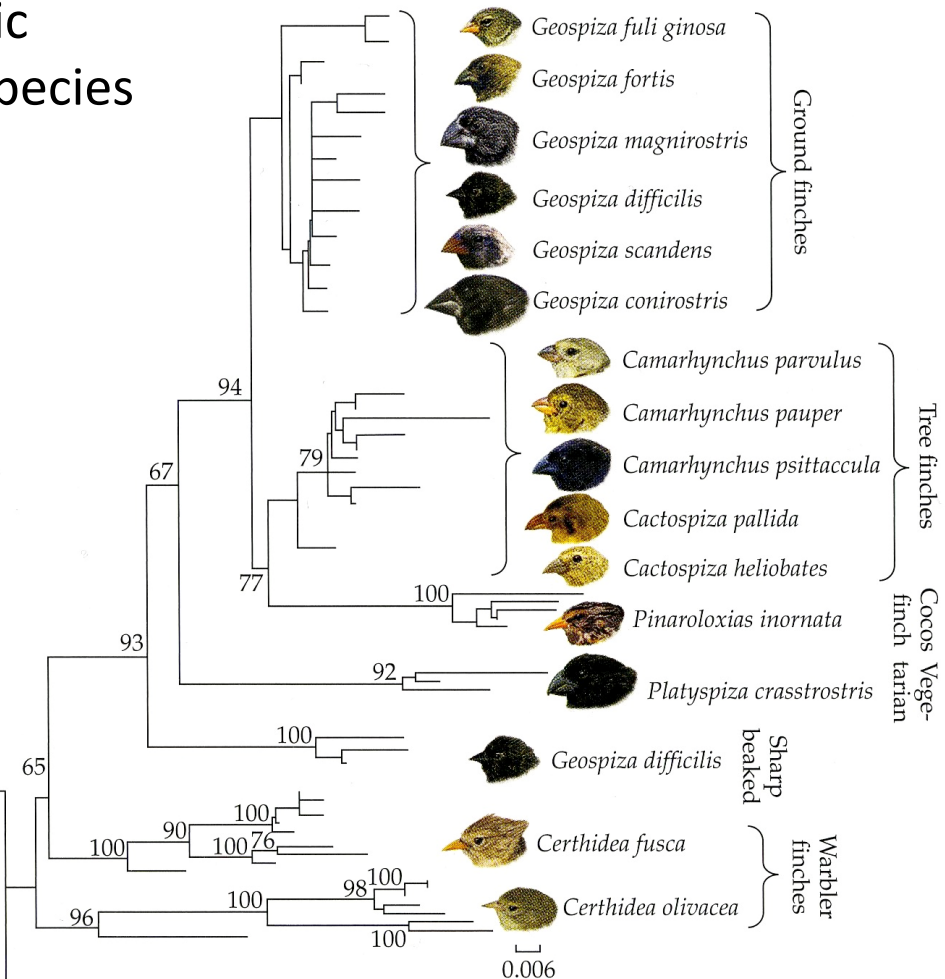 ic
pecies
Geospiza fuli ginosa
Geospiza fortis
Geospiza magnirostris
Geospiza difficilis
Geospiza scandens
Geospiza conirostris
Ground finches
Camarhynchus parvulus
Camarhynchus pauper
Camarhynchus psittaccula
Cactospiza pallida
Cactospiza heliobates
Tree finches
94
79
67
77
100
Pinaroloxias inornata
Cocos
finch
93
92
Platyspiza crasstrostris
Vege-
tarian
100
Geospiza difficilis
Sharp
beaked
65
100
90
76
100
100
Certhidea fusca
Warbler
finches
100
98
100
Certhidea olivacea
96
100
0.006